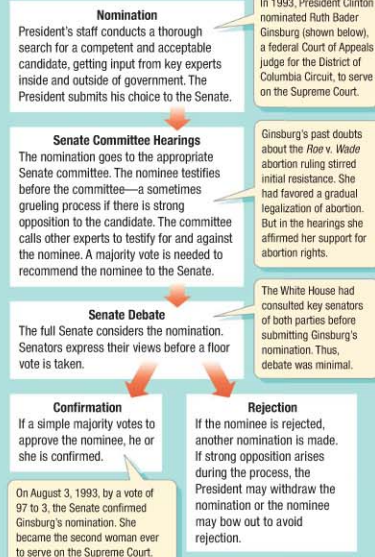 Nomination
President's staff conducts a thorough
search for a competent and acceptable
candidate, getting input from key experts
inside and outside of government. The
President submits his choice to the Senate.
In 1993, President Clinton
nominated Ruth Bader
Ginsburg (shown below),
a federal Court of Appeals
judge for the District of
Columbia Circuit, to serve
on the Supreme Court.
Senate Committee Hearings
The nomination goes to the appropriate
Senate committee. The nominee testifies
before the committee—a sometimes
grueling process if there is strong
opposition to the candidate. The committee
calls other experts to testify for and against
the nominee. A majority vote is needed to
recommend the nominee to the Senate.
Ginsburg's past doubts
about the Roe v. Wade
abortion ruling stirred
initial resistance. She
had favored a gradual
legalization of abortion.
But in the hearings she
affirmed her support for
abortion rights.
Senate Debate
The full Senate considers the nomination.
Senators express their views before a floor
vote is taken.
The White House had
consulted key senators
of both parties before
submitting Ginsburg's
nomination. Thus,
debate was minimal.
Confirmation
If a simple majority votes to
approve the nominee, he or
she is confirmed.
On August 3, 1993, by a vote of
97 to 3, the Senate confirmed
Ginsburg's nomination. She
became the second woman ever
to serve on the Supreme Court.
Rejection
If the nominee is rejected,
another nomination is made.
If strong opposition arises
during the process, the
President may withdraw the
nomination or the nominee
may bow out to avoid
rejection.